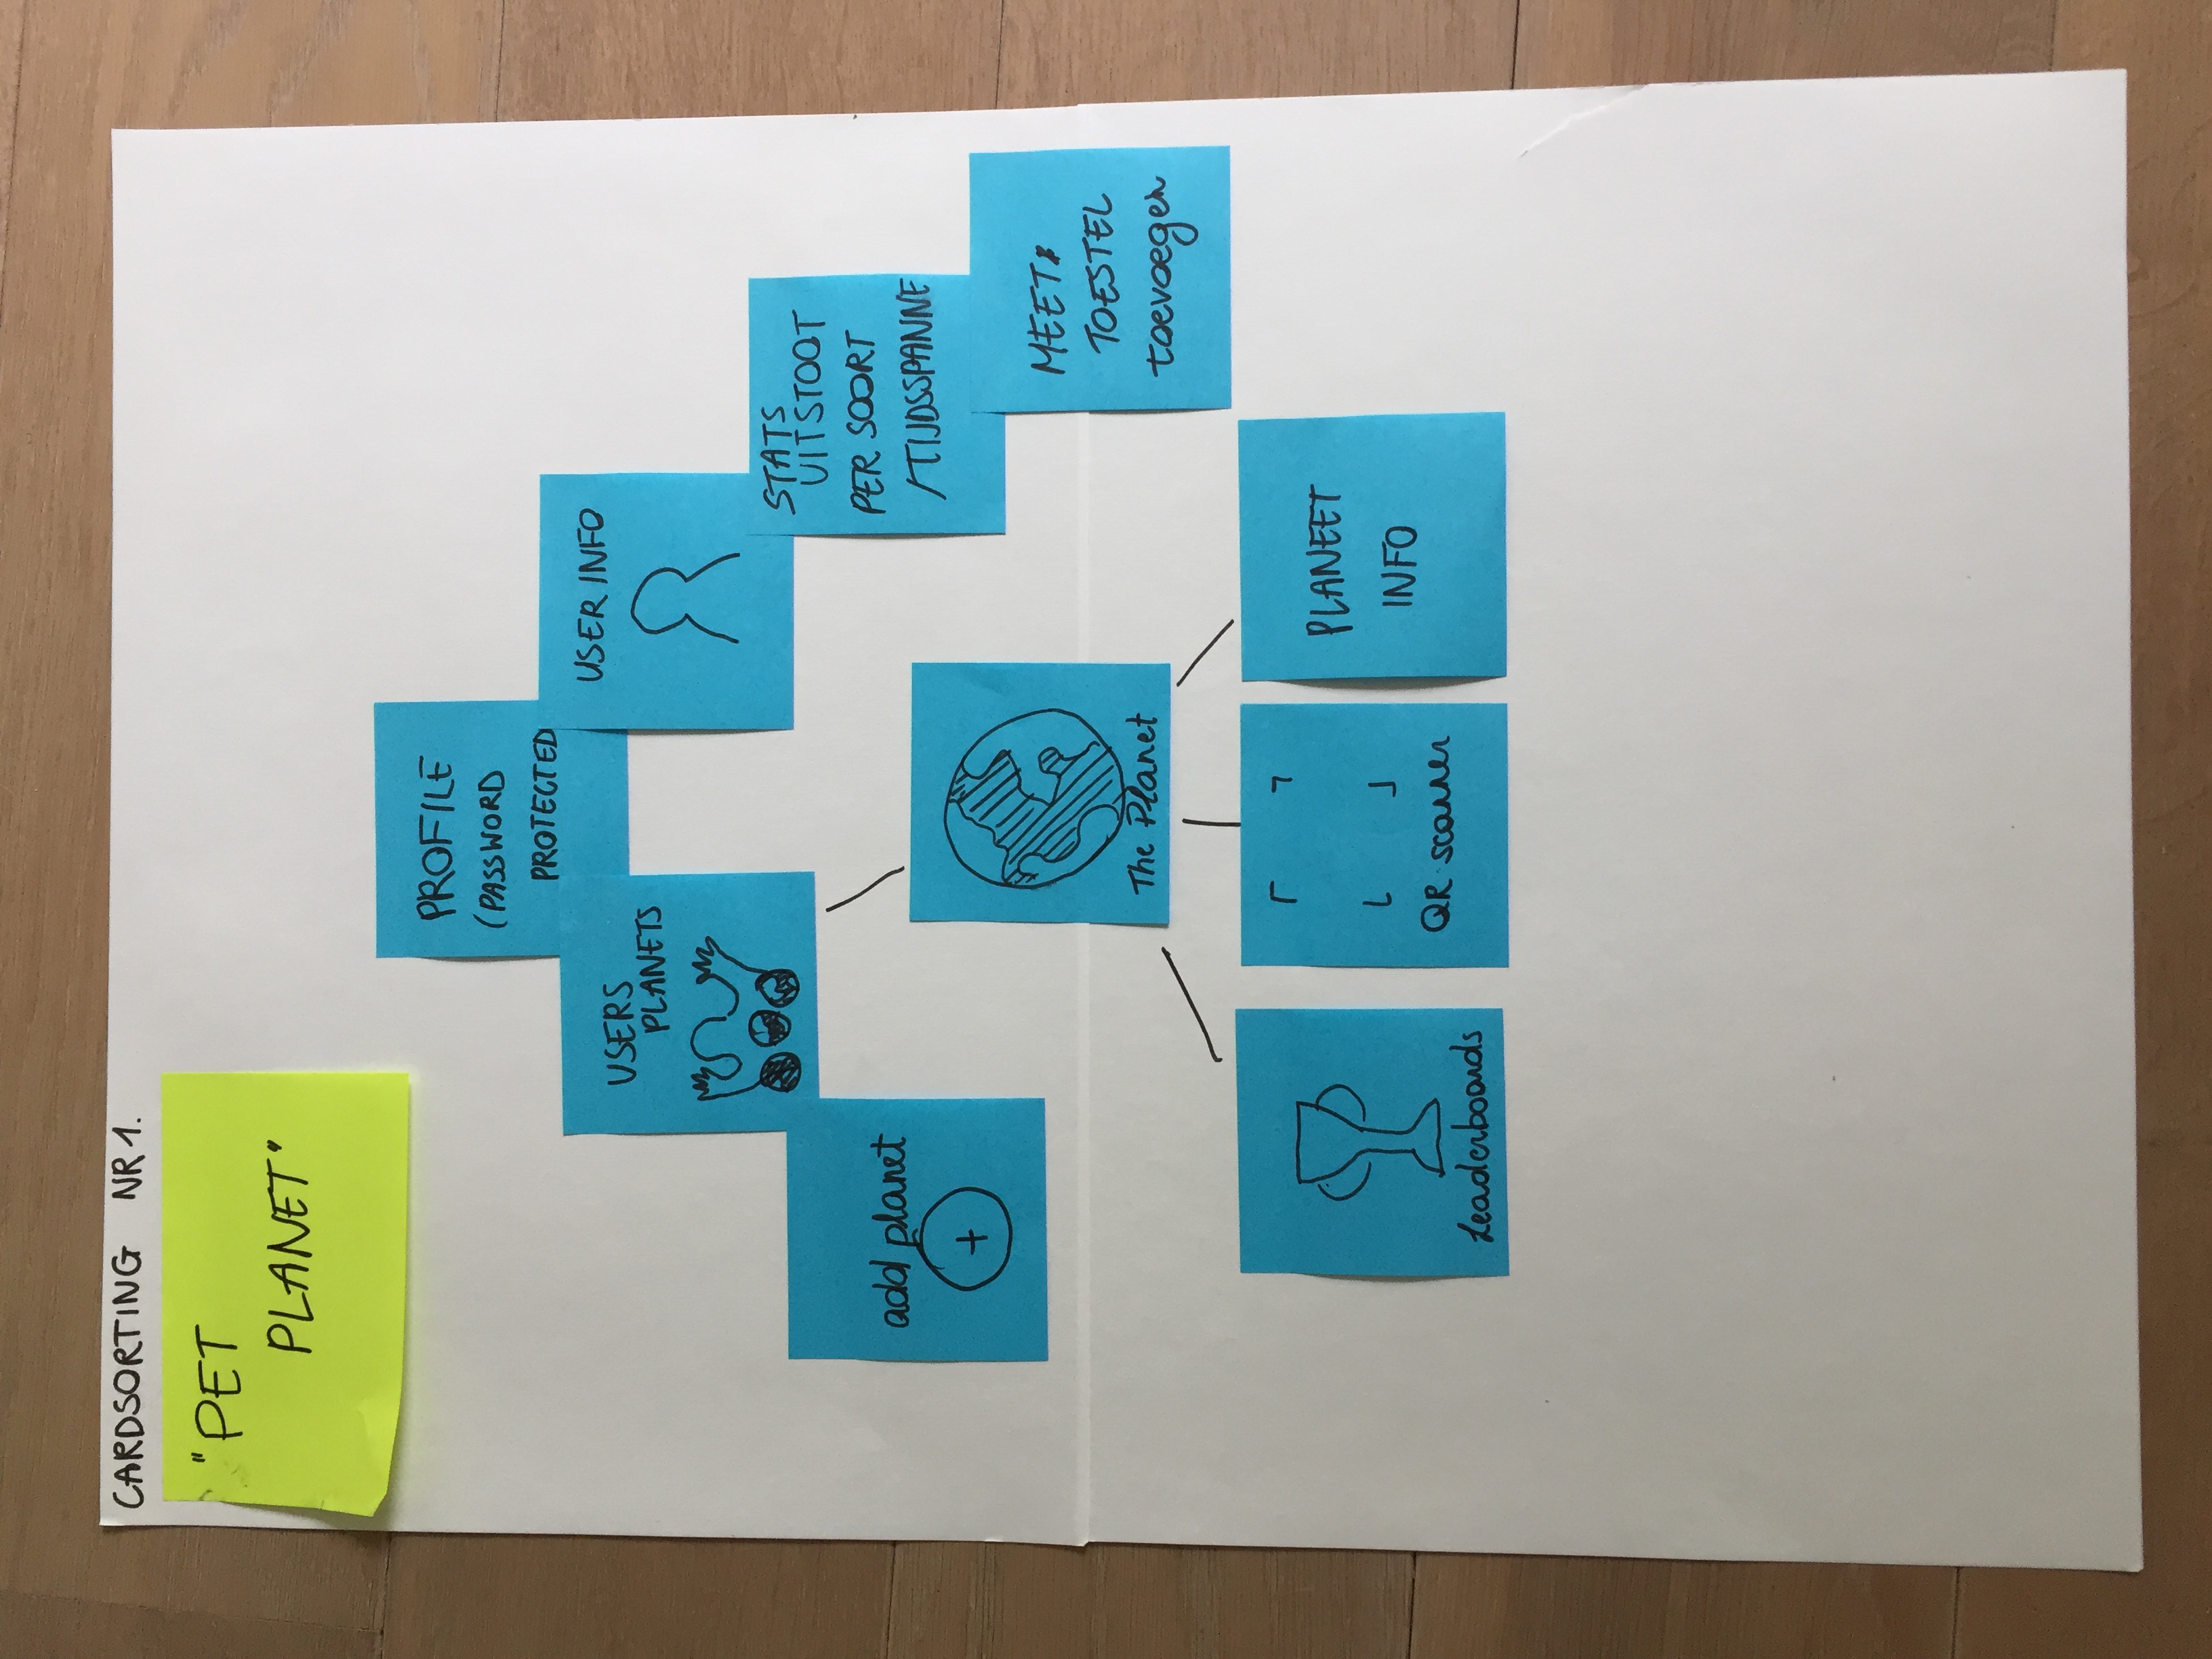 CARDSORTING NR 1.
"PET
PLANET"
PROFILE
(PASSWORD
PROTECTED
USERS
PLANETS
USER INFO
add planet
+
STATS
UITSTOOT
PER SOORT
/TIJDSSPANNE
The Planet
MEET
TOESTEL
toevoegen
Leaderboards
QR scanner
PLANEET
INFO